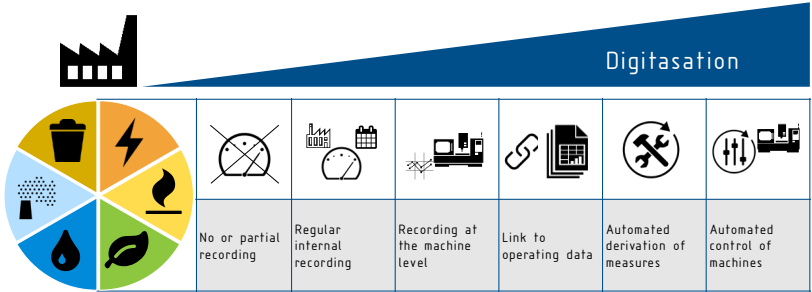 Digitasation
No or partial
recording
Regular
internal
recording
Recording at
the machine
level
Link to
operating data
Automated
derivation of
measures
Automated
control of
machines